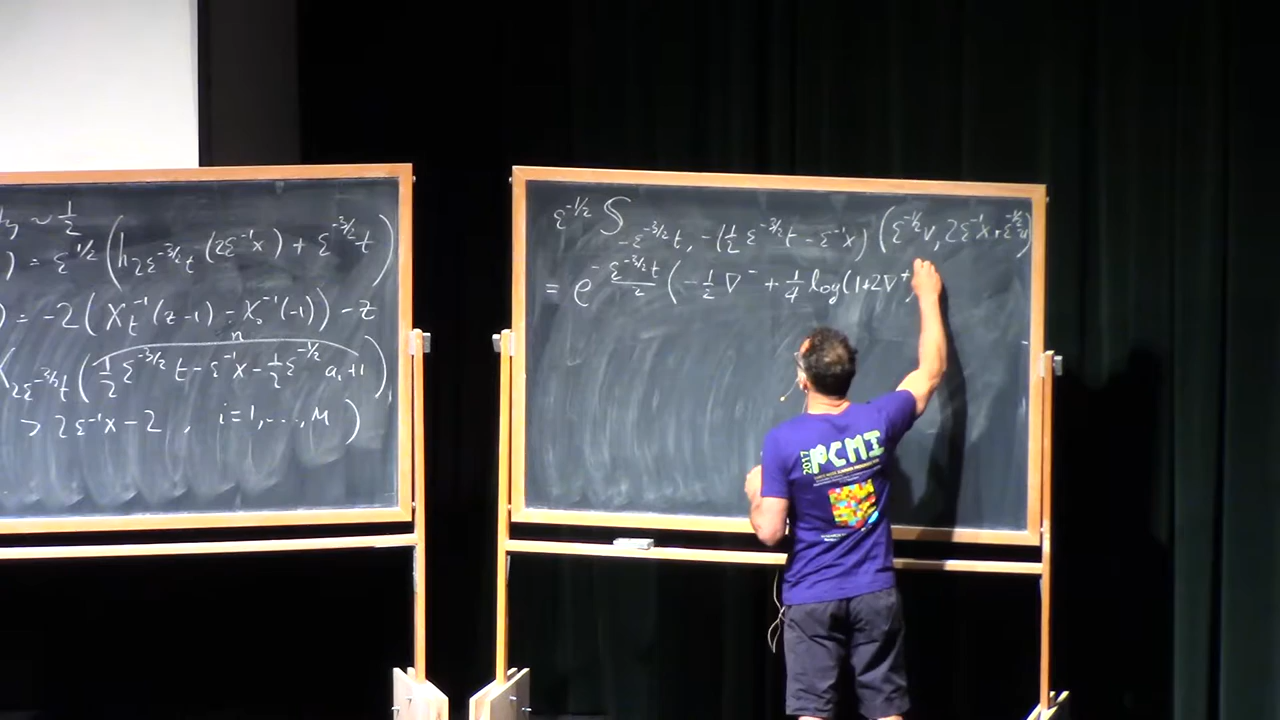 ~ 1/2
) = ε^{1/2} (h_{2ε^{-3/2}t} (2ε^{-1}x) + ε^{-3/2}t)
) = -2(X_t^{-1}(z-1) - X_0^{-1}(-1)) - z
n
X_{2ε^{-3/2}t} (1/2 ε^{-3/2}t - ε^{-1}x - 1/2 ε^{-1/2} a_i + 1)
> 2ε^{-1}x - 2 , i=1,...,M )
ε^{-1/2} S_{-ε^{-3/2}t, -(1/2 ε^{-3/2}t - ε^{-1}x)} (ε^{-1/2}v, 2ε^{-1}x + ε^{-1/2}u)
= e^{- ε^{-3/2}t/2 (-1/2 ∇^- + 1/4 log(1+2∇^+)
2017
PCMI